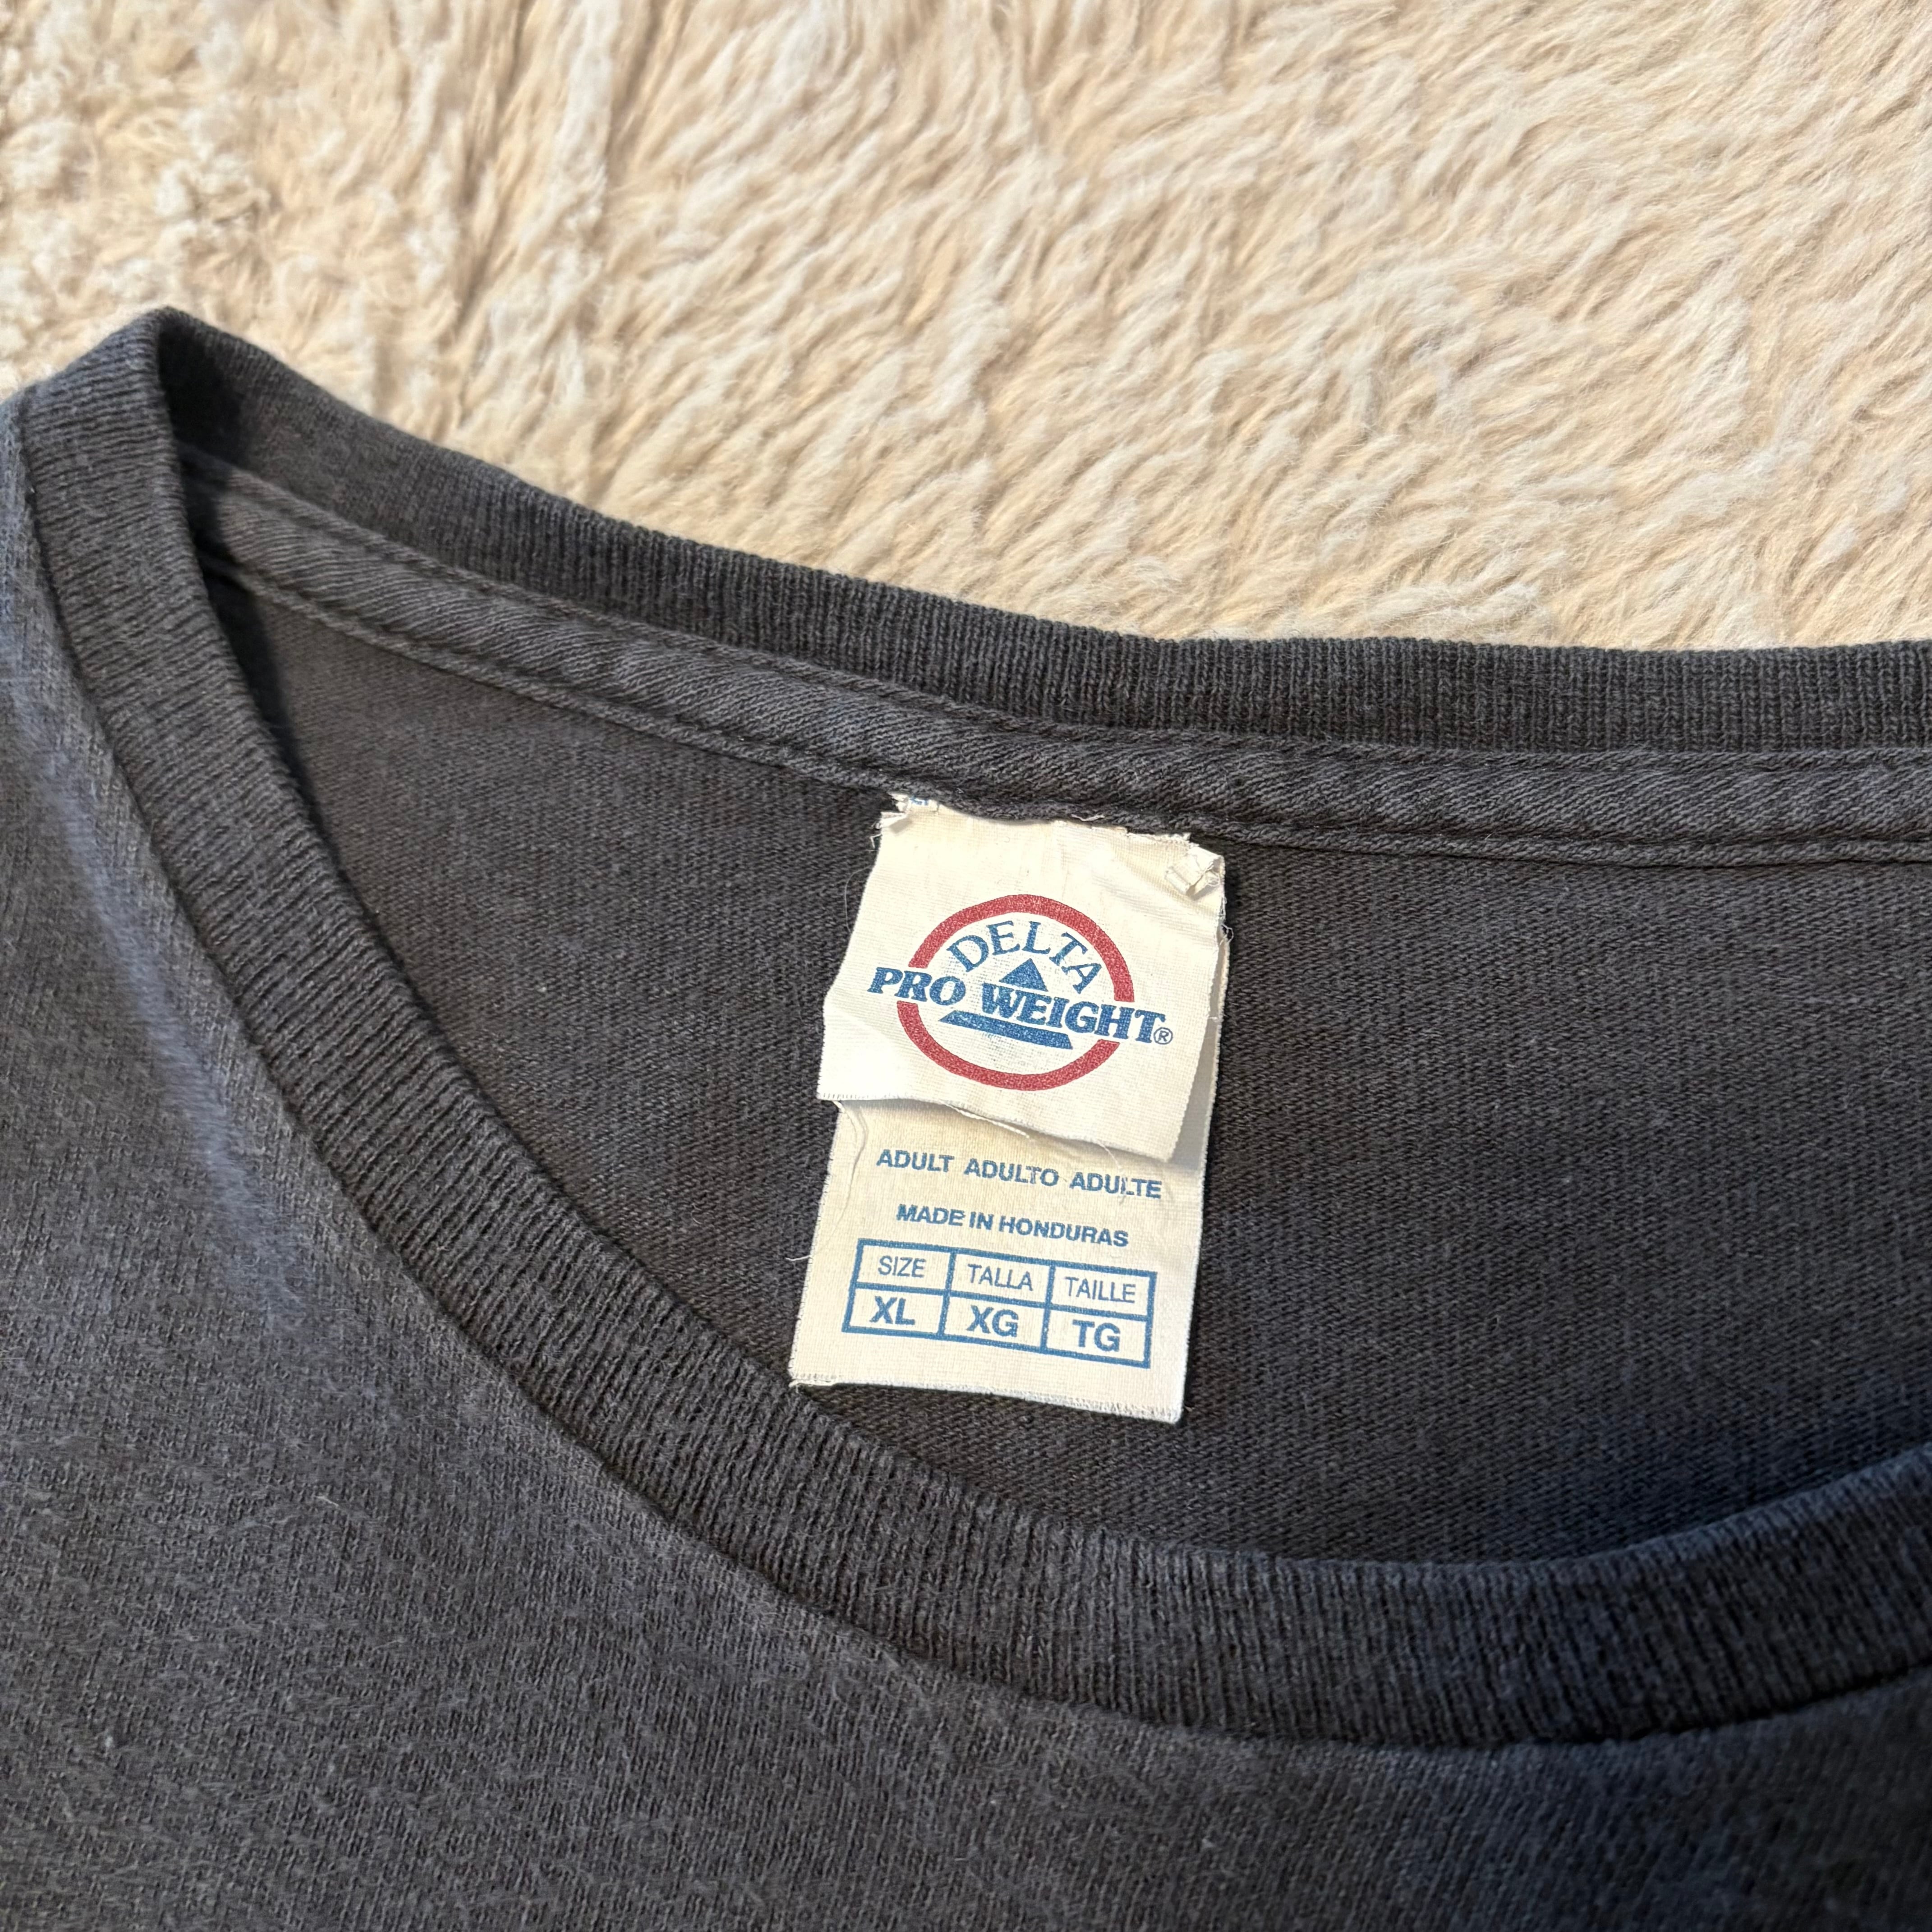 DELTA
PRO WEIGHT®
ADULT ADULTO ADULTE
MADE IN HONDURAS
SIZE TALLA TAILLE
XL XG TG